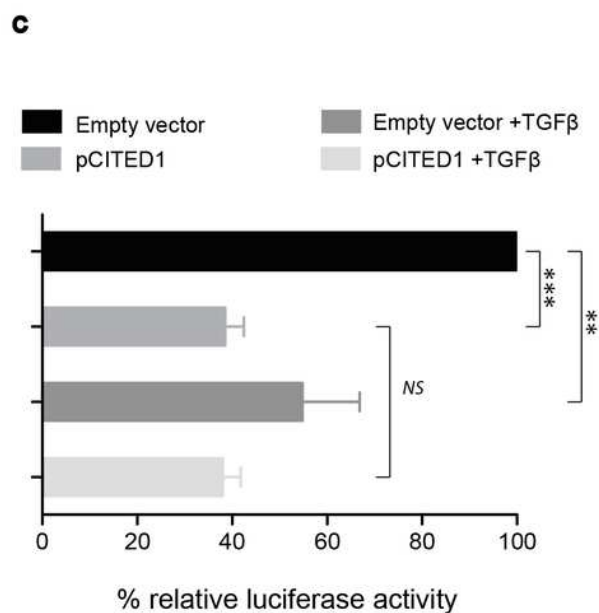 c
Empty vector
Empty vector +TGFβ
pCITED1
pCITED1 +TGFβ
***
**
NS
0 20 40 60 80 100
% relative luciferase activity